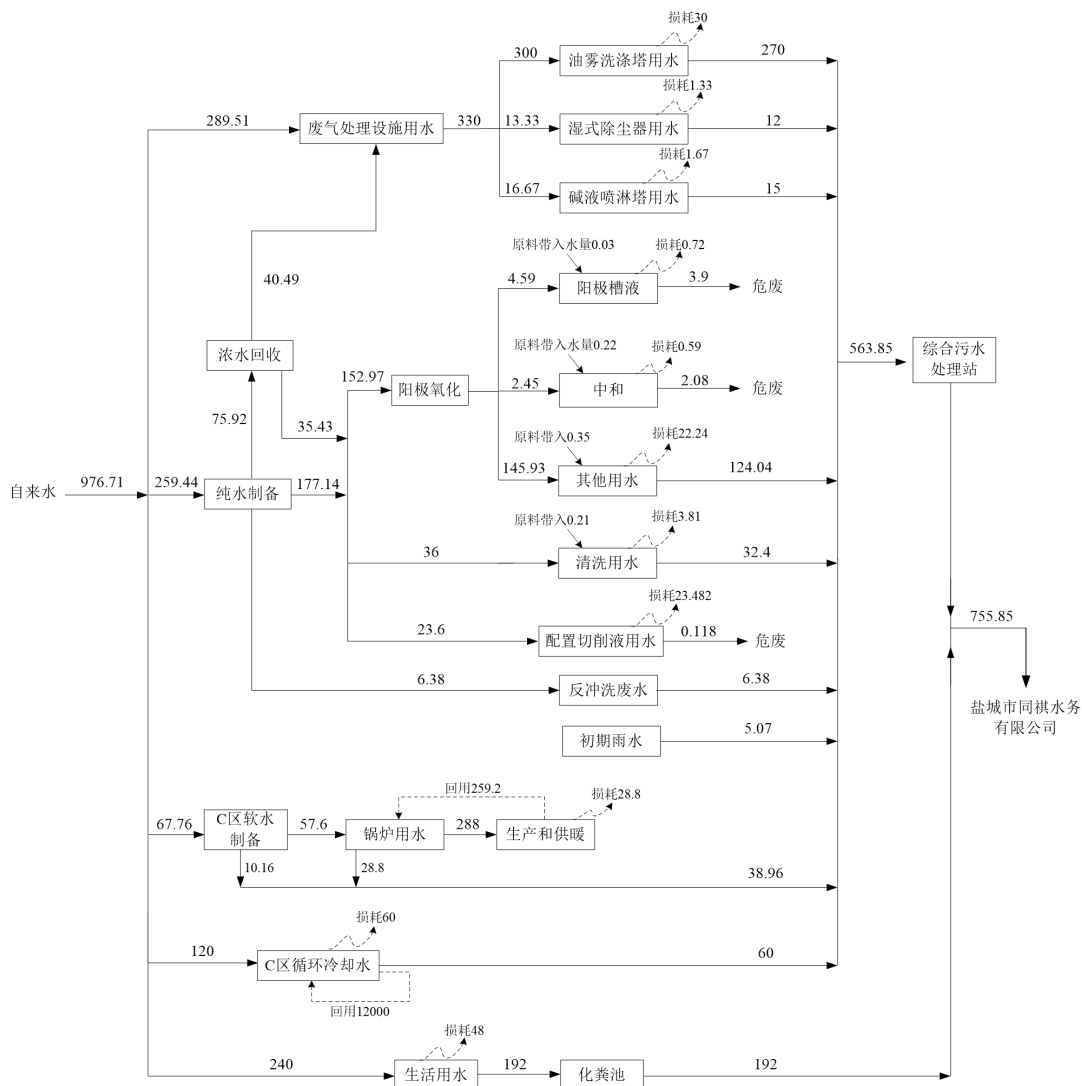 损耗30
300
油雾洗涤塔用水
270
损耗1.33
289.51
废气处理设施用水
330
13.33
湿式除尘器用水
12
损耗1.67
16.67
碱液喷淋塔用水
15
原料带入水量0.03
损耗0.72
40.49
4.59
阳极槽液
3.9
危废
浓水回收
原料带入水量0.22
损耗0.59
563.85
综合污水
处理站
152.97
阳极氧化
2.45
中和
2.08
危废
75.92
35.43
原料带入0.35
损耗22.24
145.93
其他用水
124.04
自来水
976.71
259.44
纯水制备
177.14
原料带入0.21
损耗3.81
36
清洗用水
32.4
损耗23.482
23.6
配置切削液用水
0.118
危废
755.85
6.38
反冲洗废水
6.38
盐城市同祺水务
有限公司
初期雨水
5.07
回用259.2
损耗28.8
67.76
C区软水
制备
57.6
锅炉用水
288
生产和供暖
10.16
28.8
38.96
损耗60
120
C区循环冷却水
60
回用12000
损耗48
240
生活用水
192
化粪池
192